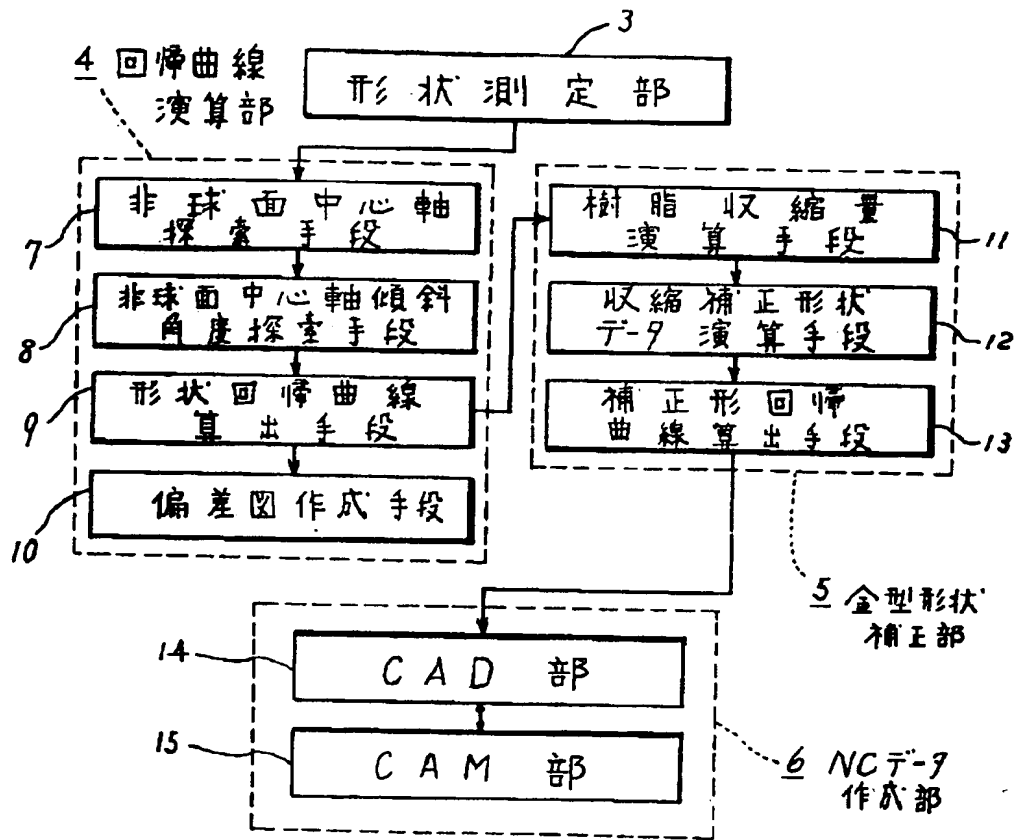 3
形状測定部
4 回帰曲線
演算部
7
非球面中心軸
探索手段
8
非球面中心軸傾斜
角度探索手段
9
形状回帰曲線
算出手段
10
偏差図作成手段
樹脂収縮量
演算手段
11
収縮補正形状
データ演算手段
12
補正形回帰
曲線算出手段
13
5 金型形状
補正部
14
CAD部
15
CAM部
6 NCデータ
作成部